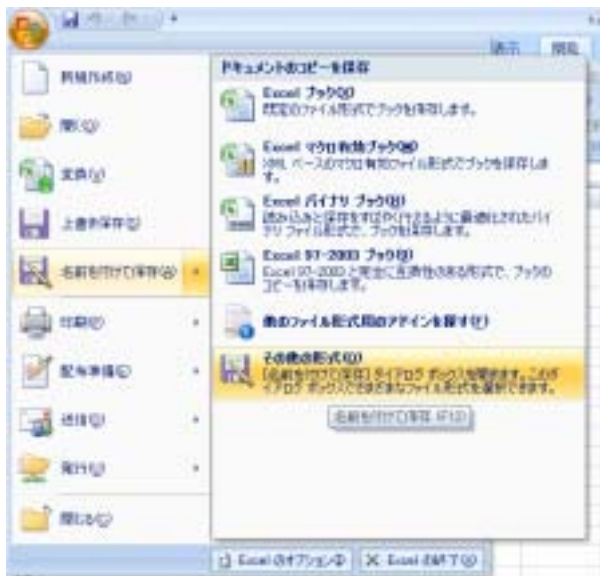 表示 開発
新規作成(N)
開く(O)
変換(V)
上書き保存(S)
名前を付けて保存(A)
印刷(P)
配布準備(E)
送信(D)
発行(U)
閉じる(C)
ドキュメントのコピーを保存
Excel ブック(X)
既定のファイル形式でブックを保存します。
Excel マクロ有効ブック(M)
XML ベースのマクロ有効ファイル形式でブックを保存しま
す。
Excel バイナリ ブック(B)
読み込みと保存をすばやく行えるように最適化されたバイ
ナリ ファイル形式で、ブックを保存します。
Excel 97-2003 ブック(9)
Excel 97-2003 と完全に互換性のある形式で、ブックの
コピーを保存します。
他のファイル形式用のアドインを探す(F)
その他の形式(O)
[名前を付けて保存] ダイアログ ボックスを開きます。このダ
イアログ ボックスでさまざまなファイル形式を選択できます。
名前を付けて保存 (F12)
Excel のオプション(I) Excel の終了(X)